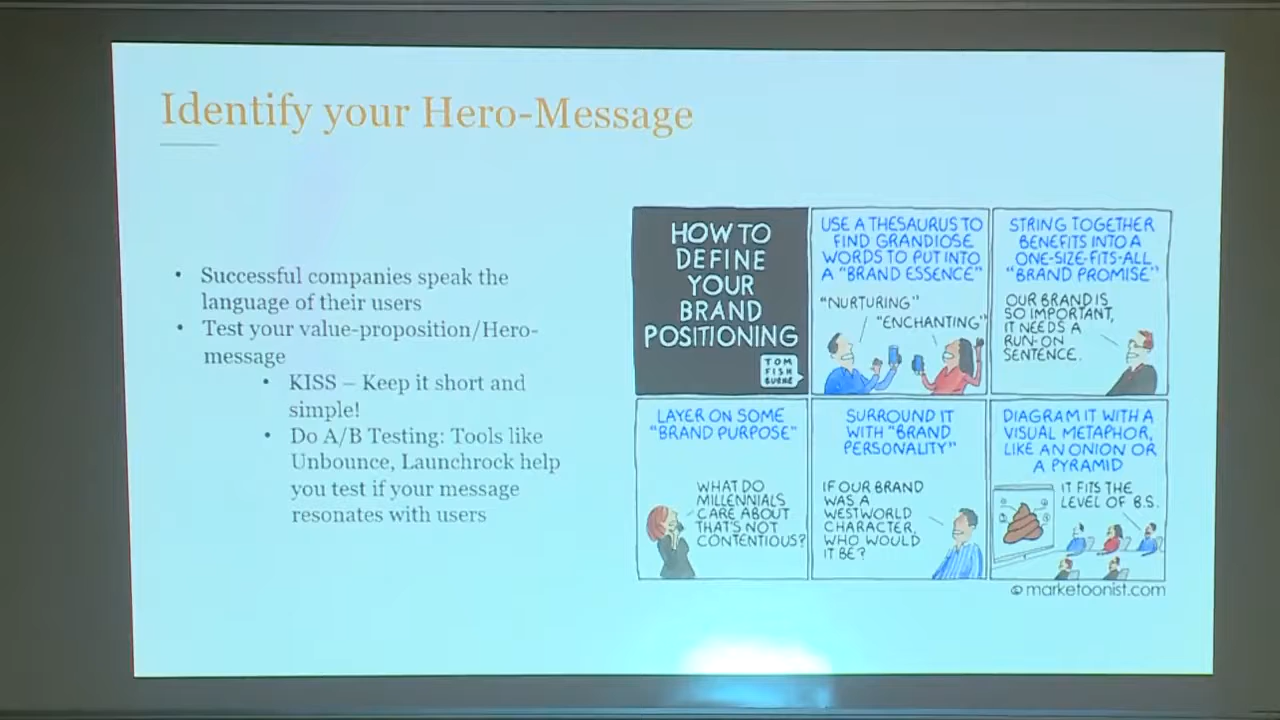 Identify your Hero-Message
• Successful companies speak the
language of their users
• Test your value-proposition/Hero-
message
• KISS – Keep it short and
simple!
• Do A/B Testing: Tools like
Unbounce, Launchrock help
you test if your message
resonates with users
HOW TO
DEFINE
YOUR
BRAND
POSITIONING
TOM
FISH
BURNE
USE A THESAURUS TO
FIND GRANDIOSE
WORDS TO PUT INTO
A "BRAND ESSENCE"
"NURTURING"
"ENCHANTING"
STRING TOGETHER
BENEFITS INTO A
ONE-SIZE-FITS-ALL
"BRAND PROMISE"
OUR BRAND IS
SO IMPORTANT,
IT NEEDS A
RUN-ON
SENTENCE.
LAYER ON SOME
"BRAND PURPOSE"
WHAT DO
MILLENNIALS
CARE ABOUT
THAT'S NOT
CONTENTIOUS?
SURROUND IT
WITH "BRAND
PERSONALITY"
IF OUR BRAND
WAS A
WESTWORLD
CHARACTER,
WHO WOULD
IT BE?
DIAGRAM IT WITH A
VISUAL METAPHOR,
LIKE AN ONION OR
A PYRAMID
IT FITS THE
LEVEL OF B.S.
© marketoonist.com